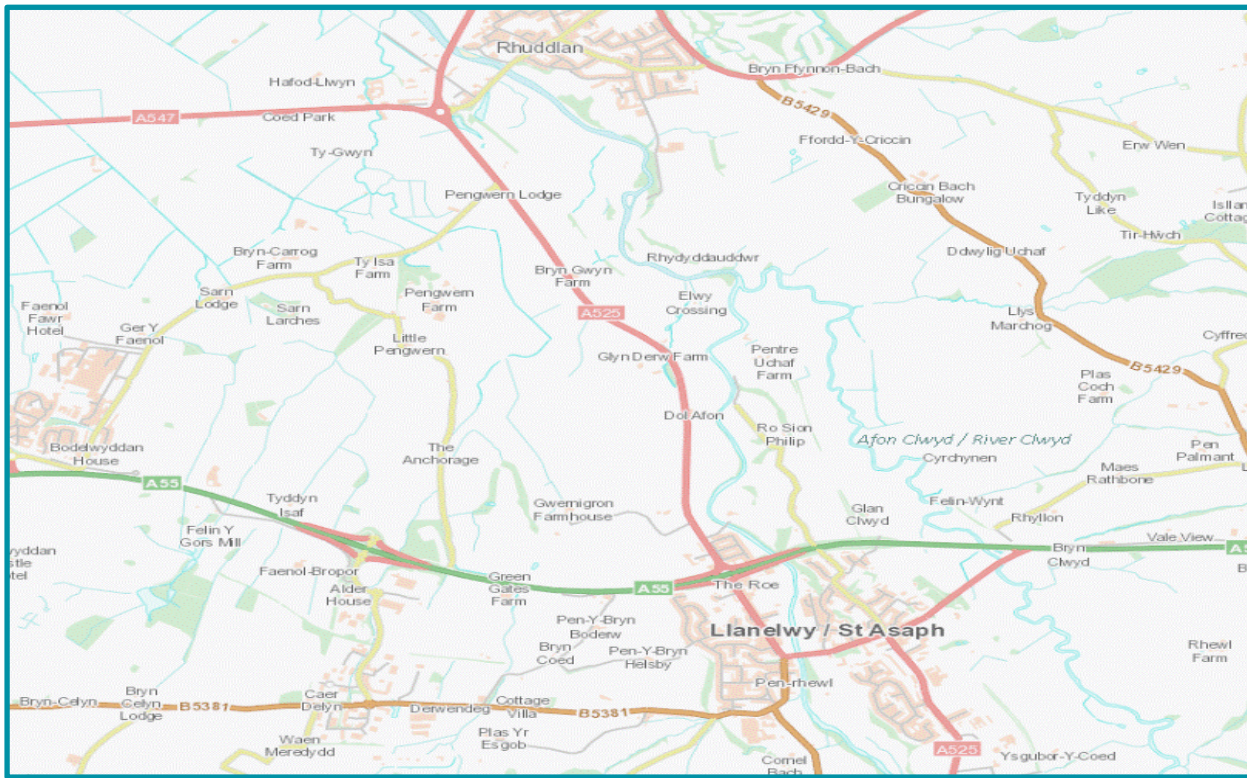 Rhuddlan
Bryn Ffynnon-Bach
Hafod-Llwyn
B5429
A547
Coed Park
Ffordd-Y-Criccin
Erw Wen
Ty-Gwyn
Pengwern Lodge
Criccin Bach
Bungalow
Tyddyn
Like
Tir-Hwch
Bryn-Carrog
Farm
Ty Isa
Farm
Rhydyddauddwr
Ddwylig Uchaf
Bryn Gwyn
Farm
Sarn
Lodge
Sarn
Larches
Pengwern
Farm
Elwy
Crossing
Faenol
Fawr
Hotel
Ger Y
Faenol
A525
Llys
Marchog
Little
Pengwern
Glyn Derw Farm
Pentre
Uchaf
Farm
B5429
Plas
Coch
Farm
Dol Afon
Ro Sion
Philip
Afon Clwyd / River Clwyd
Bodelwyddan
House
The
Anchorage
Cyrchynen
Pen
Palmant
Maes
Rathbone
A55
Tyddyn
Isaf
Gwernigron
Farmhouse
Glan
Clwyd
Felin-Wynt
Rhyllon
Felin Y
Gors Mill
Vale View
Bryn
Clwyd
Faenol-Bropor
Alder
House
Green
Gates
Farm
A55
The Roe
Pen-Y-Bryn
Boderw
Llanelwy / St Asaph
Bryn
Coed
Pen-Y-Bryn
Helsby
Rhewl
Farm
Pen-rhewl
Bryn-Celyn
Bryn
Celyn
Lodge
B5381
Caer
Delyn
Derwendeg
Cottage
Villa
B5381
Waen
Meredydd
Plas Yr
Esgob
Cornel
Bach
A525
Ysgubor-Y-Coed